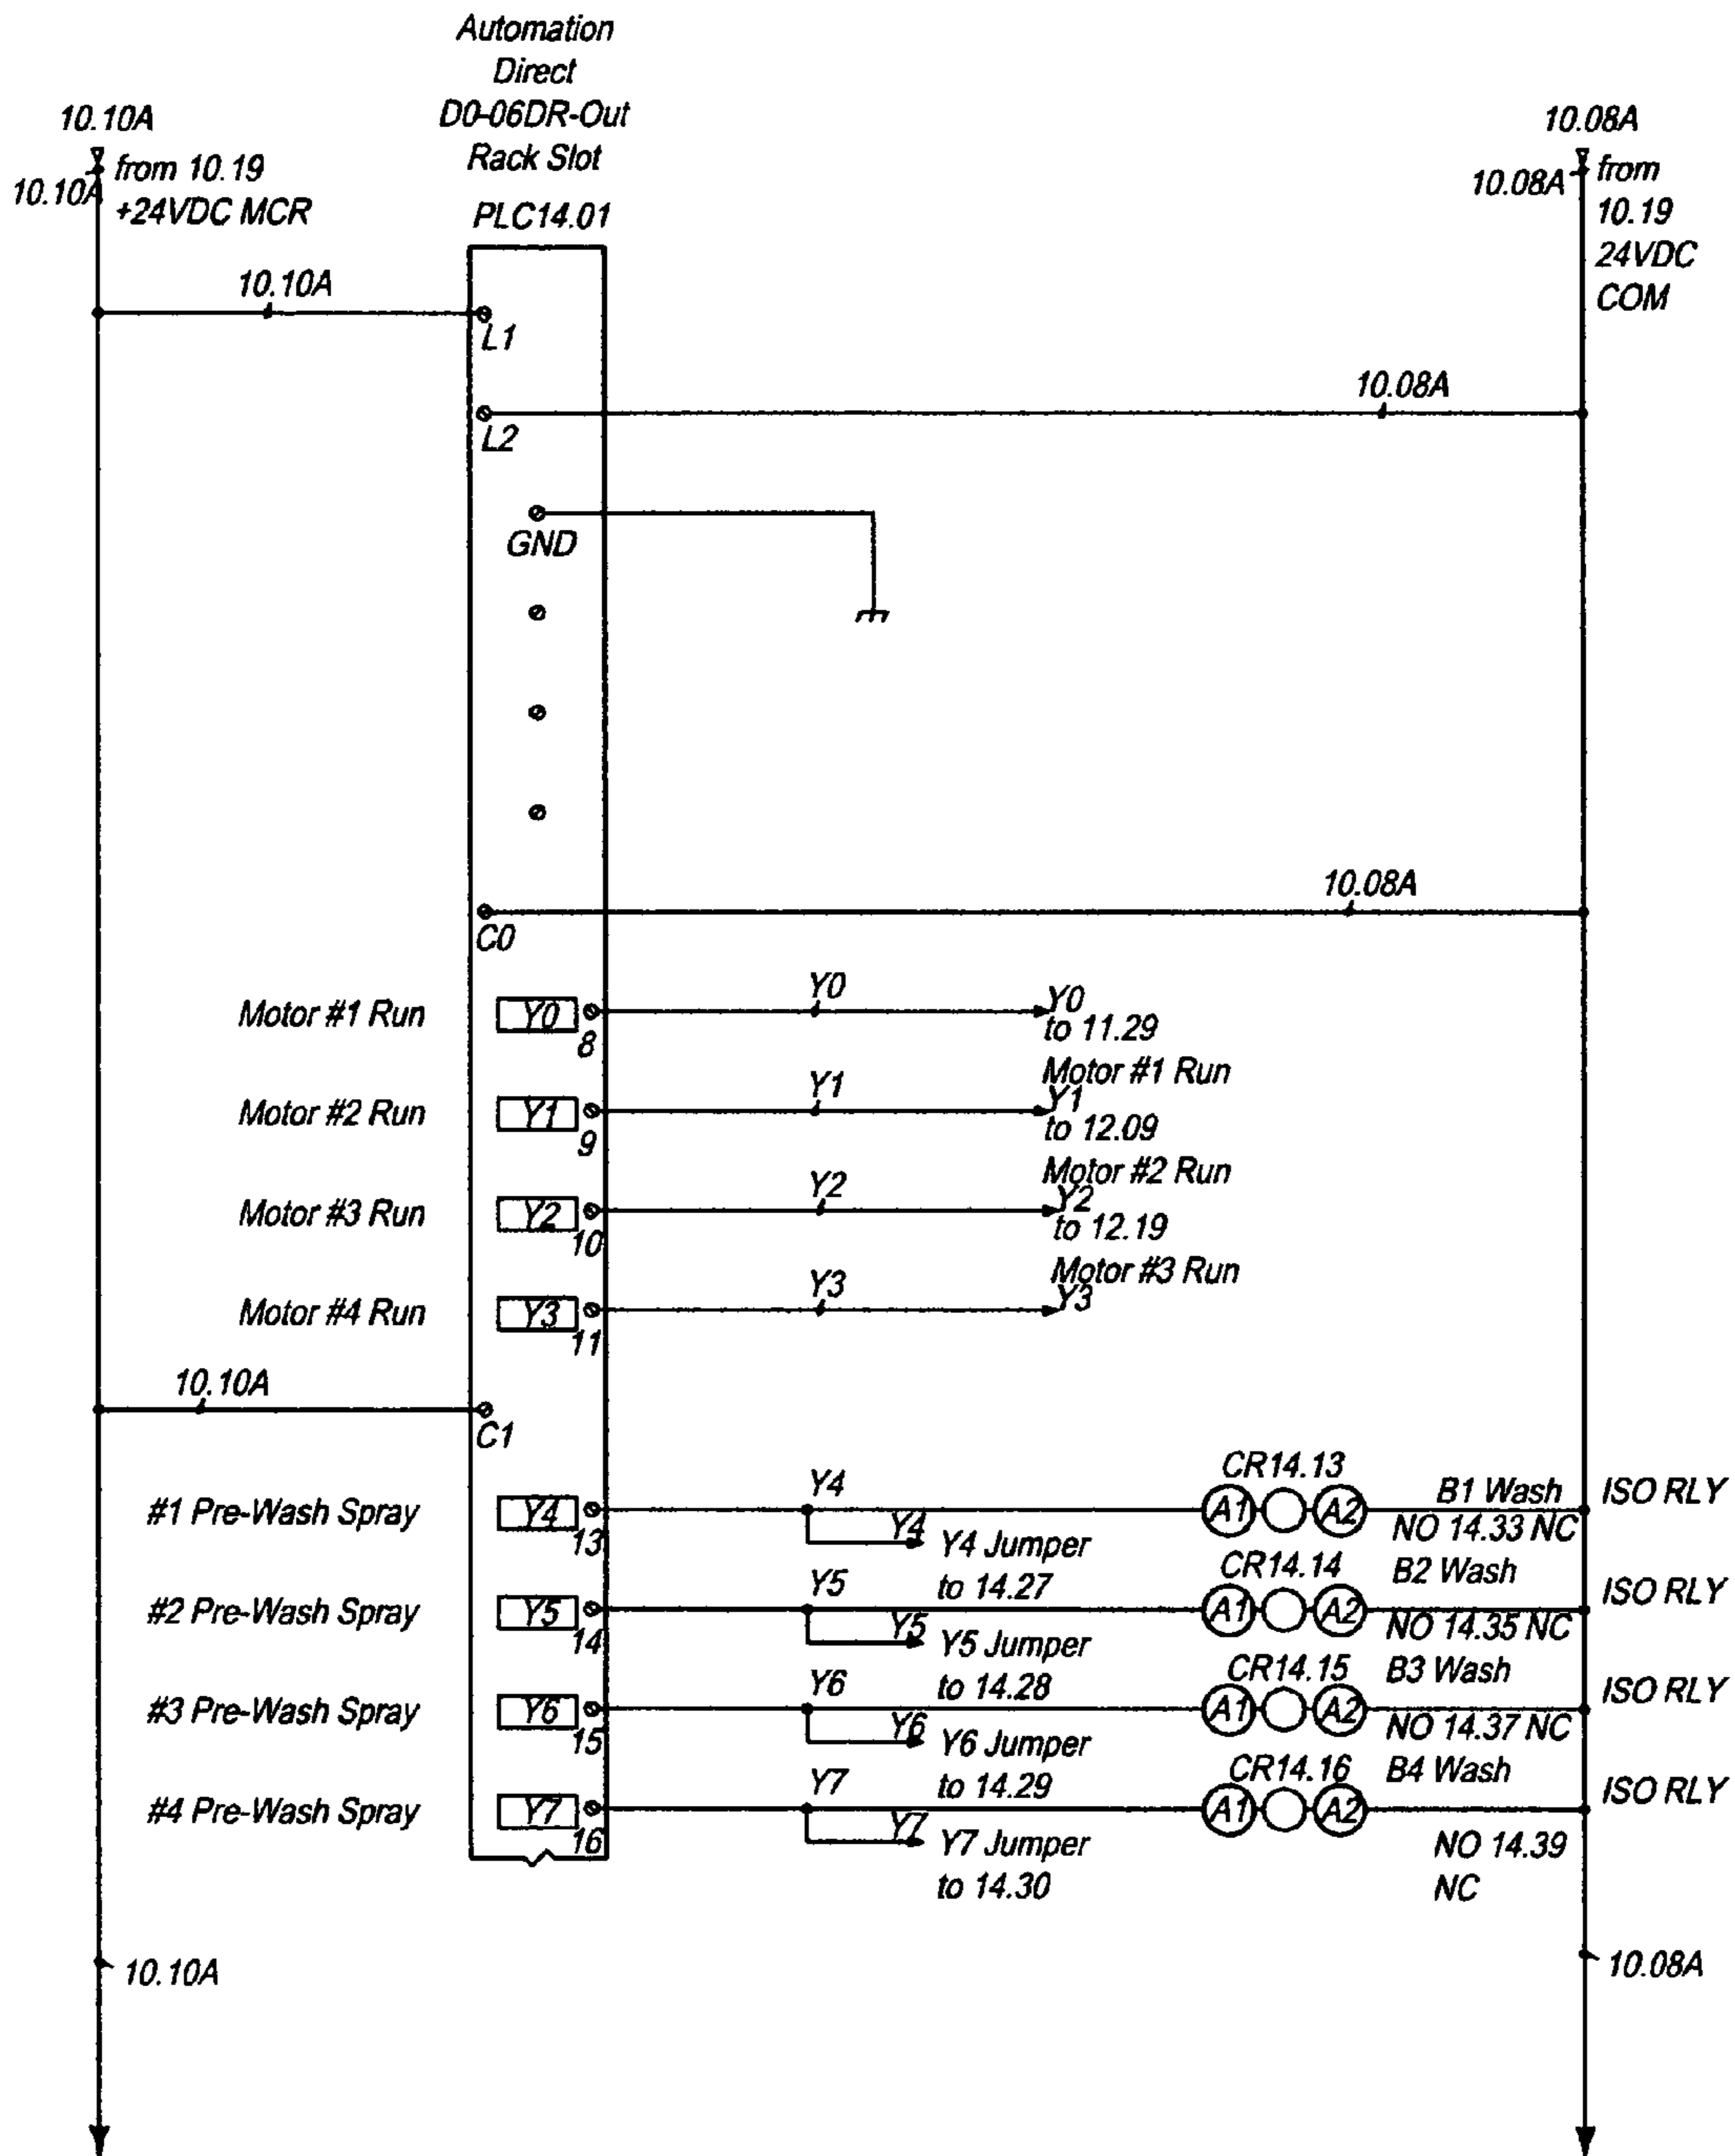 Automation
Direct
D0-06DR-Out
Rack Slot
PLC14.01
10.10A
from 10.19
10.10A
+24VDC MCR
10.08A
10.08A
from
10.19
24VDC
COM
10.10A
L1
10.08A
L2
GND
10.08A
C0
Motor #1 Run
Y0
8
Y0
Y0
to 11.29
Motor #1 Run
Motor #2 Run
Y1
9
Y1
Y1
to 12.09
Motor #2 Run
Motor #3 Run
Y2
10
Y2
Y2
to 12.19
Motor #3 Run
Motor #4 Run
Y3
11
Y3
Y3
10.10A
C1
#1 Pre-Wash Spray
Y4
13
Y4
Y4
Y4 Jumper
to 14.27
CR14.13
A1
A2
B1 Wash
NO 14.33 NC
ISO RLY
#2 Pre-Wash Spray
Y5
14
Y5
Y5
Y5 Jumper
to 14.28
CR14.14
A1
A2
B2 Wash
NO 14.35 NC
ISO RLY
#3 Pre-Wash Spray
Y6
15
Y6
Y6
Y6 Jumper
to 14.29
CR14.15
A1
A2
B3 Wash
NO 14.37 NC
ISO RLY
#4 Pre-Wash Spray
Y7
16
Y7
Y7
Y7 Jumper
to 14.30
CR14.16
A1
A2
B4 Wash
NO 14.39
NC
ISO RLY
10.10A
10.08A